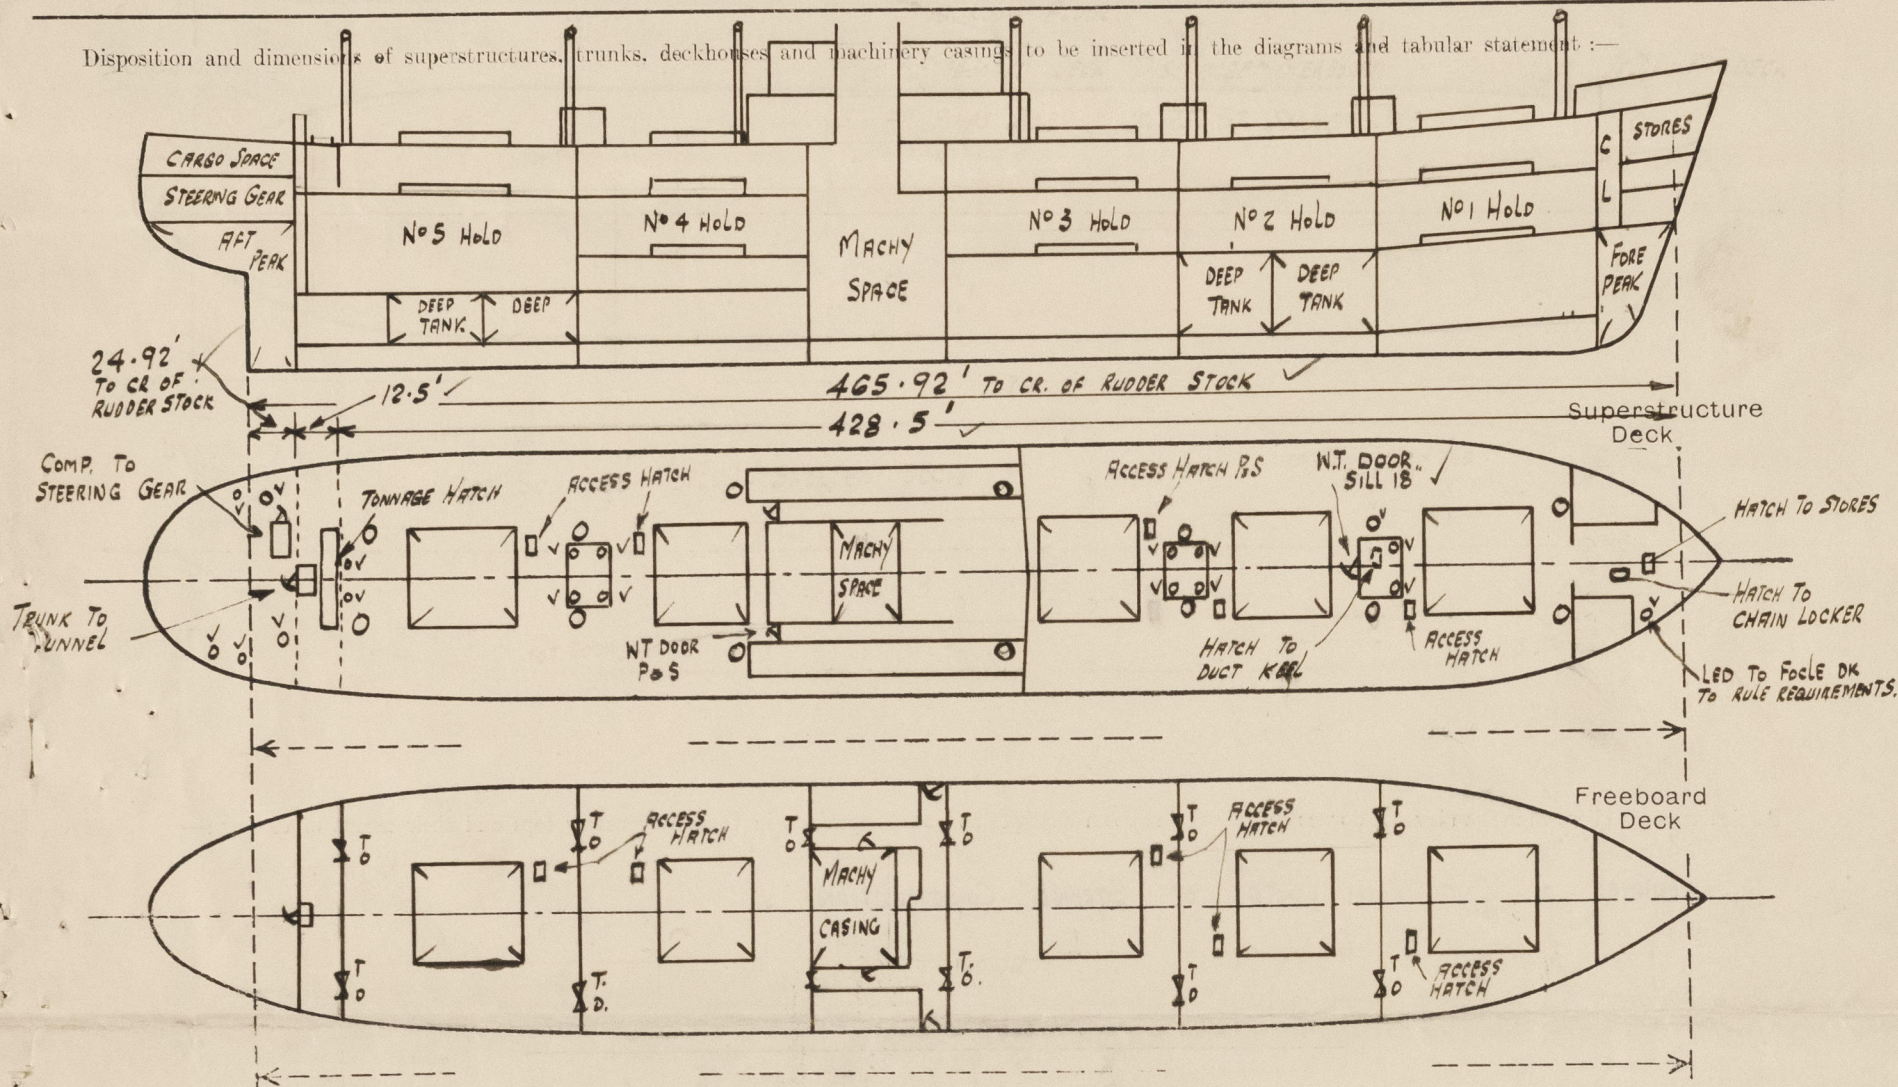 Disposition and dimensions of superstructures, trunks, deckhouses and machinery casings to be inserted in the diagrams and tabular statement :—
CARGO SPACE
STEERING GEAR
AFT
PEAK
No 5 HOLD
No 4 HOLD
MACHY
SPACE
No 3 HOLD
No 2 HOLD
No 1 HOLD
C
L
STORES
FORE
PEAK
DEEP
TANK
DEEP
DEEP
TANK
DEEP
TANK
24.92'
TO CR OF
RUDDER STOCK
12.5'
465.92' TO CR. OF RUDDER STOCK
428.5'
Superstructure
Deck
COMP. TO
STEERING GEAR
TONNAGE HATCH
ACCESS HATCH
ACCESS HATCH P&S
W.T. DOOR
SILL 18"
HATCH TO STORES
MACHY
SPACE
TRUNK TO
TUNNEL
WT DOOR
P&S
HATCH TO
DUCT KEEL
ACCESS
HATCH
HATCH TO
CHAIN LOCKER
LED TO FOCLE DK
TO RULE REQUIREMENTS.
Freeboard
Deck
T
O
T
O
ACCESS
HATCH
T
O
T
O
T
O
ACCESS
HATCH
T
O
MACHY
CASING
T
O
T.
O.
T.
O.
T
O
T
O
ACCESS
HATCH